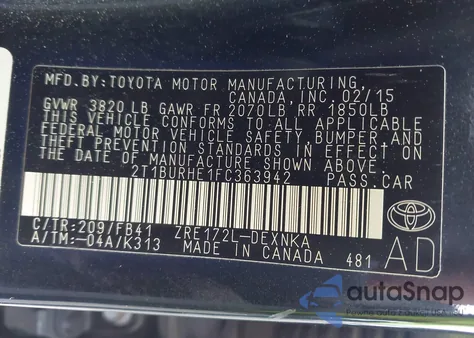 MFD.BY:TOYOTA MOTOR MANUFACTURING,
CANADA, INC. 02/15
GVWR 3820 LB GAWR FR 2070LB RR 1850LB
THIS VEHICLE CONFORMS TO ALL APPLICABLE
FEDERAL MOTOR VEHICLE SAFETY, BUMPER, AND
THEFT PREVENTION STANDARDS IN EFFECT ON
THE DATE OF MANUFACTURE SHOWN ABOVE.
2T1BURHE1FC363942 PASS.CAR
C/TR:209/FB41 ZRE172L-DEXNKA
A/TM:-04A/K313 MADE IN CANADA 481
AD
autoSnap
Powered by AutoAuctions